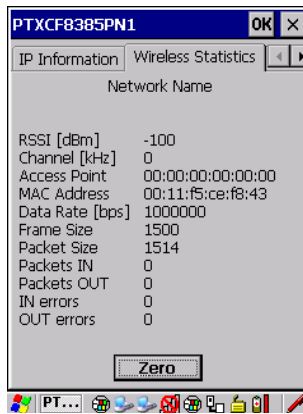 PTXCF8385PN1 OK ×
IP Information Wireless Statistics
Network Name
RSSI [dBm] -100
Channel [kHz] 0
Access Point 00:00:00:00:00:00
MAC Address 00:11:f5:ce:f8:43
Data Rate [bps] 1000000
Frame Size 1500
Packet Size 1514
Packets IN 0
Packets OUT 0
IN errors 0
OUT errors 0
Zero
PT...